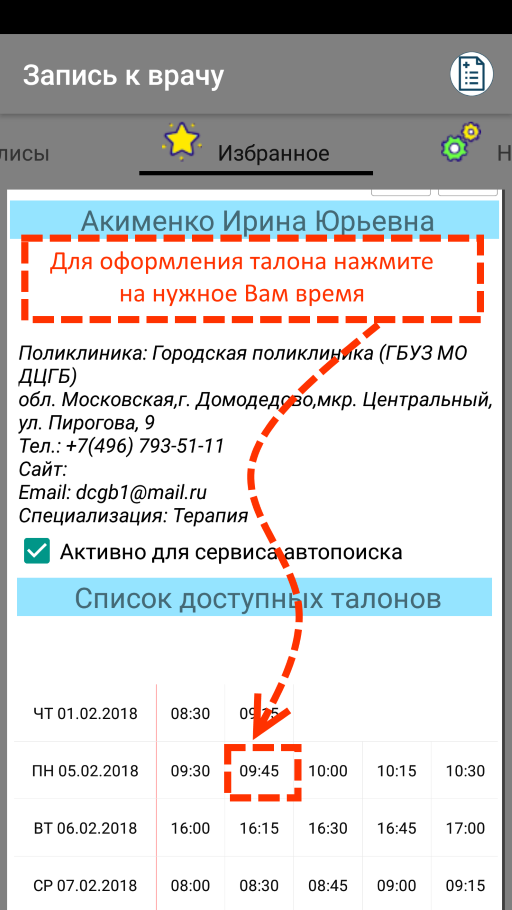 Запись к врачу
лисы
Избранное
Н
Акименко Ирина Юрьевна
Для оформления талона нажмите
на нужное Вам время
Поликлиника: Городская поликлиника (ГБУЗ МО
ДЦГБ)
обл. Московская,г. Домодедово,мкр. Центральный,
ул. Пирогова, 9
Тел.: +7(496) 793-51-11
Сайт:
Email: dcgb1@mail.ru
Специализация: Терапия
Активно для сервиса автопоиска
Список доступных талонов
ЧТ 01.02.2018 08:30
ПН 05.02.2018 09:30 09:45 10:00 10:15 10:30
ВТ 06.02.2018 16:00 16:15 16:30 16:45 17:00
СР 07.02.2018 08:00 08:30 08:45 09:00 09:15